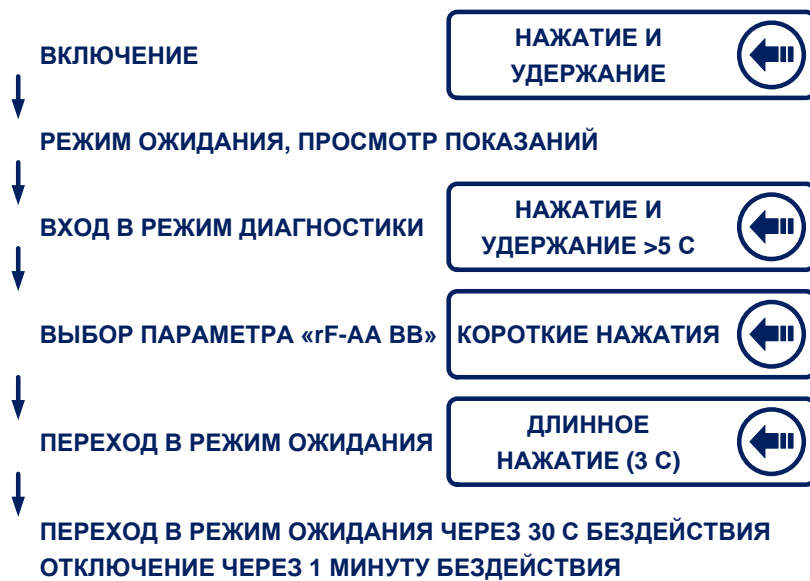 ВКЛЮЧЕНИЕ
НАЖАТИЕ И
УДЕРЖАНИЕ
РЕЖИМ ОЖИДАНИЯ, ПРОСМОТР ПОКАЗАНИЙ
ВХОД В РЕЖИМ ДИАГНОСТИКИ
НАЖАТИЕ И
УДЕРЖАНИЕ >5 С
ВЫБОР ПАРАМЕТРА «rF-AA BB»
КОРОТКИЕ НАЖАТИЯ
ПЕРЕХОД В РЕЖИМ ОЖИДАНИЯ
ДЛИННОЕ
НАЖАТИЕ (3 С)
ПЕРЕХОД В РЕЖИМ ОЖИДАНИЯ ЧЕРЕЗ 30 С БЕЗДЕЙСТВИЯ
ОТКЛЮЧЕНИЕ ЧЕРЕЗ 1 МИНУТУ БЕЗДЕЙСТВИЯ